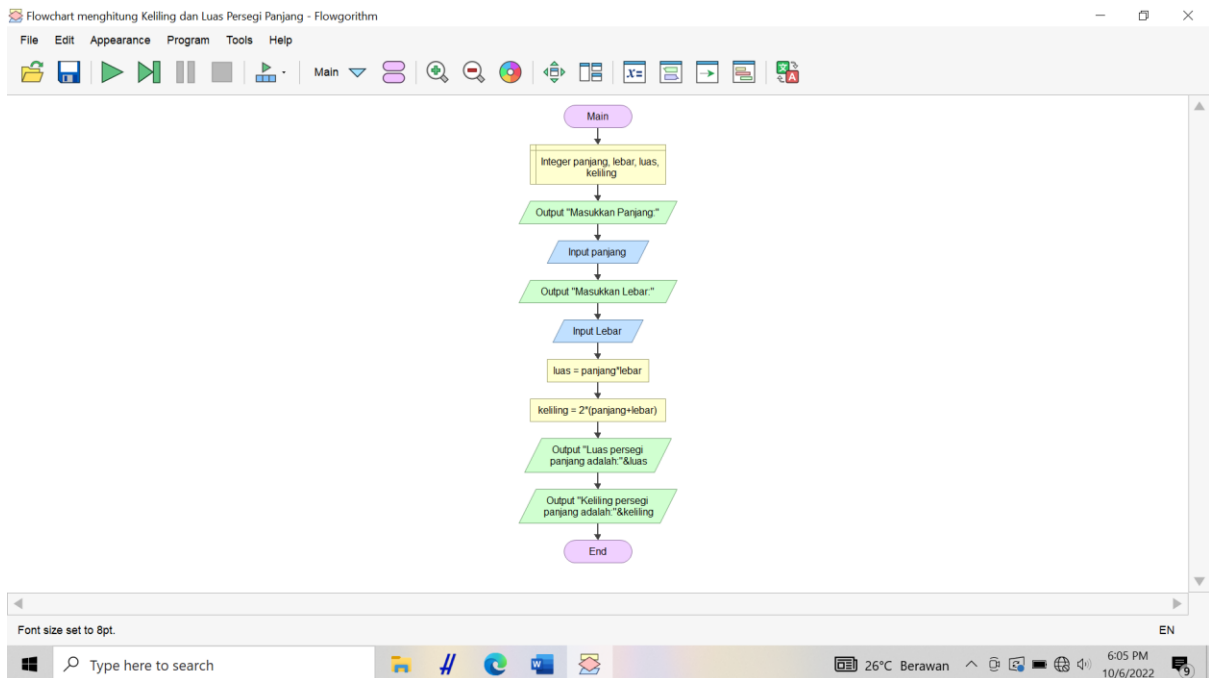 Flowchart menghitung Keliling dan Luas Persegi Panjang - Flowgorithm
File Edit Appearance Program Tools Help
Main
x=
文
A
Main
Integer panjang, lebar, luas,
keliling
Output "Masukkan Panjang:"
Input panjang
Output "Masukkan Lebar:"
Input Lebar
luas = panjang*lebar
keliling = 2*(panjang+lebar)
Output "Luas persegi
panjang adalah:"&luas
Output "Keliling persegi
panjang adalah:"&keliling
End
Font size set to 8pt.
EN
Type here to search
26°C Berawan
6:05 PM
10/6/2022
9